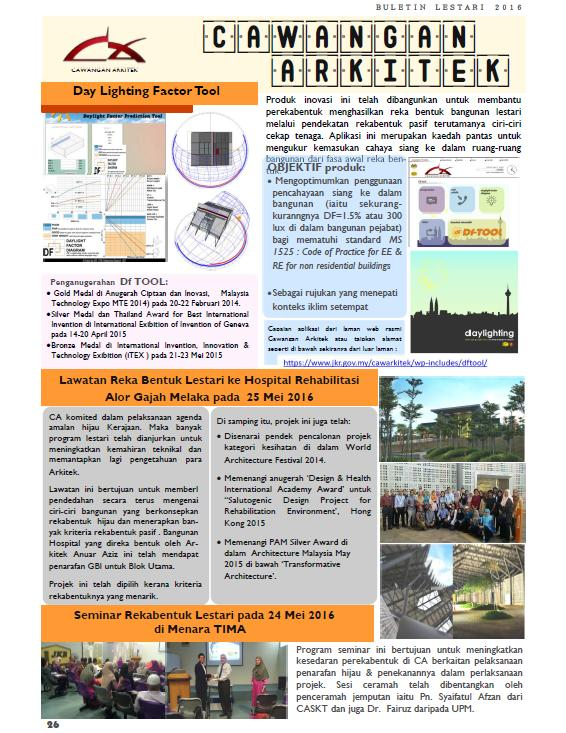 BULETIN LESTARI 2016
CAWANGAN
ARKITEK
CAWANGAN ARKITEK
Day Lighting Factor Tool
Produk inovasi ini telah dibangunkan untuk membantu
perekabentuk menghasilkan reka bentuk bangunan lestari
melalui pendekatan rekabentuk pasif terutamanya ciri-ciri
cekap tenaga. Aplikasi ini merupakan kaedah pantas untuk
mengukur kemasukan cahaya siang ke dalam ruang-ruang
bangunan dari fasa awal reka ben-
Daylight Factor Prediction Tool
DF
DAYLIGHT
FACTOR
DIAGRAM
OBJEKTIF produk:
• Mengoptimumkan penggunaan
pencahayaan siang ke dalam
bangunan (iaitu sekurang-
kuranngnya DF=1.5% atau 300
lux di dalam bangunan pejabat)
bagi mematuhi standard MS
1525 : Code of Practice for EE &
RE for non residential buildings
•Sebagai rujukan yang menepati
konteks iklim setempat
DF-TOOL
daylighting
Capaian aplikasi dari laman web rasmi
Cawangan Arkitek atau taipkan alamat
seperti di bawah sekiranya dari luar laman :
https://www.jkr.gov.my/cawarkitek/wp-includes/dftool/
Penganugerahan Df TOOL:
• Gold Medal di Anugerah Ciptaan dan Inovasi, Malaysia
Technology Expo MTE 2014) pada 20-22 Februari 2014.
•Silver Medal dan Thailand Award for Best International
Invention di International Exibition of Invention of Geneva
pada 14-20 April 2015
•Bronze Medal di International Invention, Innovation &
Technology Exibition (iTEX ) pada 21-23 Mei 2015
Lawatan Reka Bentuk Lestari ke Hospital Rehabilitasi
Alor Gajah Melaka pada 25 Mei 2016
CA komited dalam pelaksanaan agenda
amalan hijau Kerajaan. Maka banyak
program lestari telah dianjurkan untuk
meningkatkan kemahiran teknikal dan
memantapkan lagi pengetahuan para
Arkitek.
Lawatan ini bertujuan untuk memberI
pendedahan secara terus mengenai
ciri-ciri bangunan yang berkonsepkan
rekabentuk hijau dan menerapkan ban-
yak kriteria rekabentuk pasif . Bangunan
Hospital yang direka bentuk oleh Ar-
kitek Anuar Aziz ini telah mendapat
penarafan GBI untuk Blok Utama.
Projek ini telah dipilih kerana kriteria
rekabentuknya yang menarik.
Di samping itu, projek ini juga telah:
• Disenarai pendek pencalonan projek
kategori kesihatan di dalam World
Architecture Festival 2014.
• Memenangi anugerah 'Design & Health
International Academy Award' untuk
"Salutogenic Design Project for
Rehabilitation Environment', Hong
Kong 2015
• Memenangi PAM Silver Award di
dalam Architecture Malaysia May
2015 di bawah 'Transformative
Architecture'.
Seminar Rekabentuk Lestari pada 24 Mei 2016
di Menara TIMA
JKR
Program seminar ini bertujuan untuk meningkatkan
kesedaran perekabentuk di CA berkaitan pelaksanaan
penarafan hijau & penekanannya dalam perlaksanaan
projek. Sesi ceramah telah dibentangkan oleh
penceramah jemputan iaitu Pn. Syaifatul Afzan dari
CASKT dan juga Dr. Fairuz daripada UPM.
26